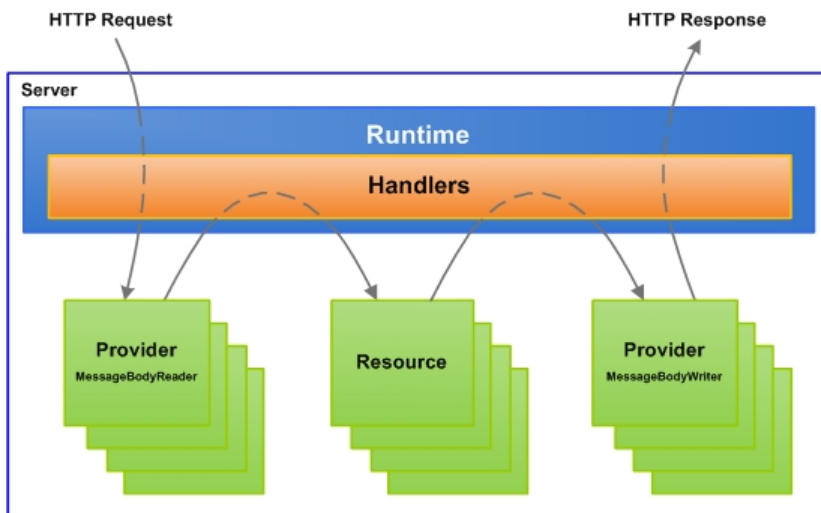 HTTP Request
HTTP Response
Server
Runtime
Handlers
Provider
MessageBodyReader
Resource
Provider
MessageBodyWriter